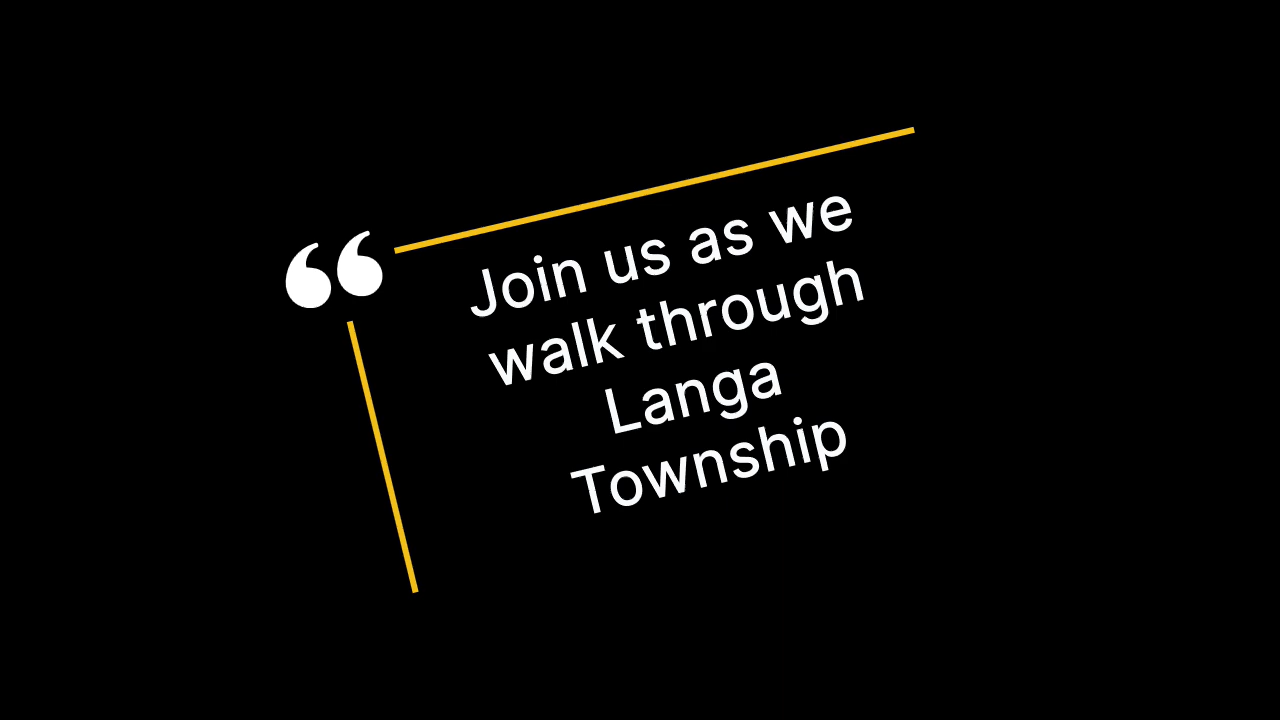 “
Join us as we
walk through
Langa
Township